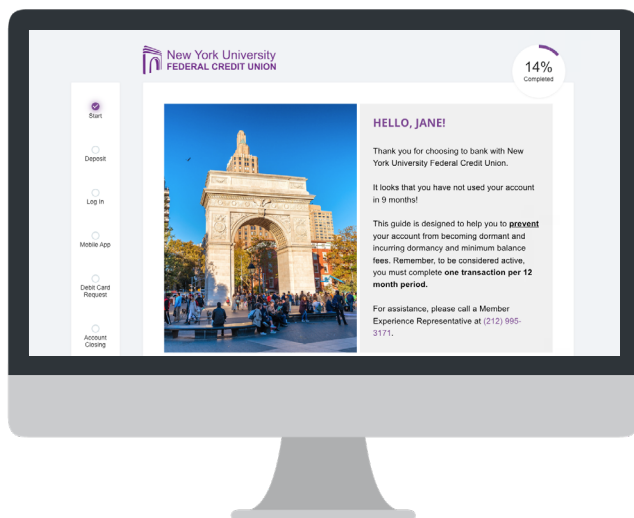 New York University
FEDERAL CREDIT UNION
14%
Completed
Start
Deposit
Log In
Mobile App
Debit Card
Request
Account
Closing
HELLO, JANE!
Thank you for choosing to bank with New
York University Federal Credit Union.
It looks that you have not used your account
in 9 months!
This guide is designed to help you to prevent
your account from becoming dormant and
incurring dormancy and minimum balance
fees. Remember, to be considered active,
you must complete one transaction per 12
month period.
For assistance, please call a Member
Experience Representative at (212) 995-
3171.